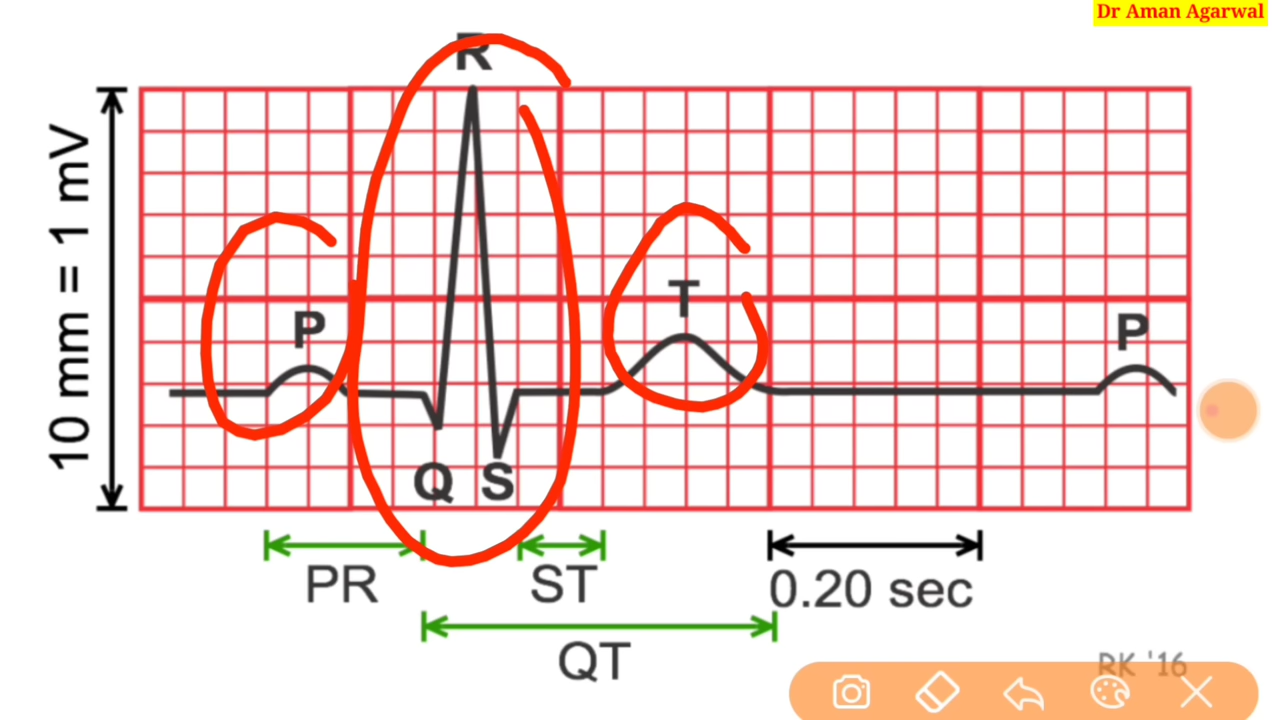 Dr Aman Agarwal
R
10 mm = 1 mV
P
T
P
Q S
PR
ST
0.20 sec
QT
RK '16